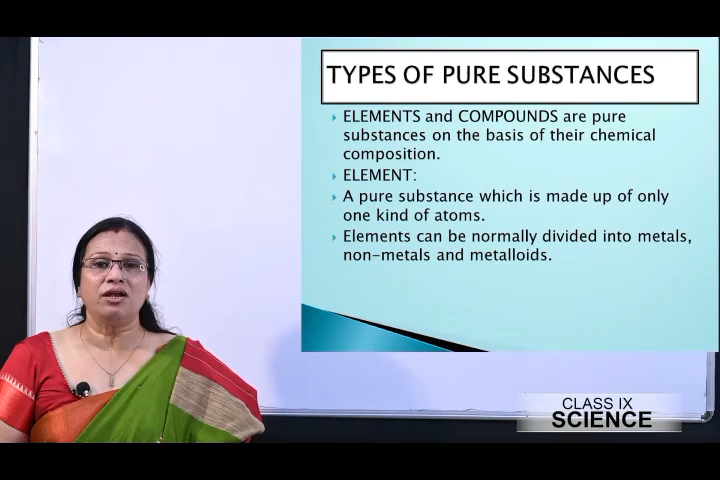 TYPES OF PURE SUBSTANCES
ELEMENTS and COMPOUNDS are pure
substances on the basis of their chemical
composition.
ELEMENT:
A pure substance which is made up of only
one kind of atoms.
Elements can be normally divided into metals,
non-metals and metalloids.
CLASS IX
SCIENCE